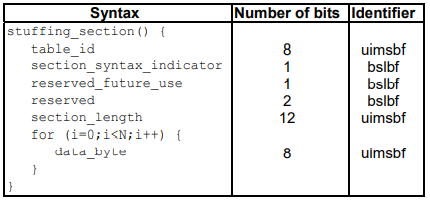 Syntax Number of bits Identifier
stuffing_section() {
table_id 8 uimsbf
section_syntax_indicator 1 bslbf
reserved_future_use 1 bslbf
reserved 2 bslbf
section_length 12 uimsbf
for (i=0;i<N;i++) {
data_byte 8 uimsbf
}
}